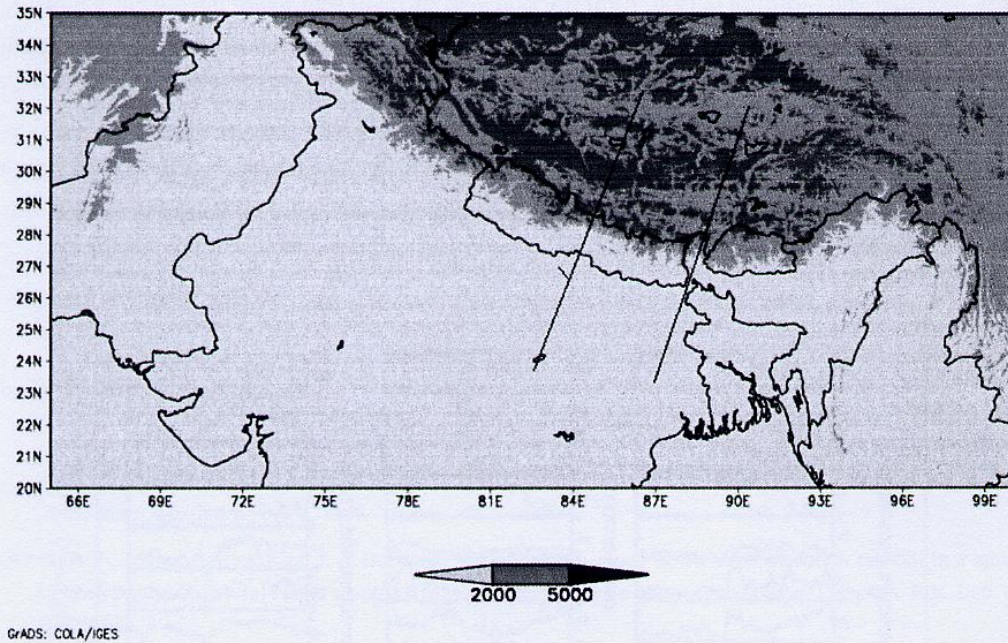 35N
34N
33N
32N
31N
30N
29N
28N
27N
26N
25N
24N
23N
22N
21N
20N
66E 69E 72E 75E 78E 81E 84E 87E 90E 93E 96E 99E
2000 5000
GrADS: COLA/IGES